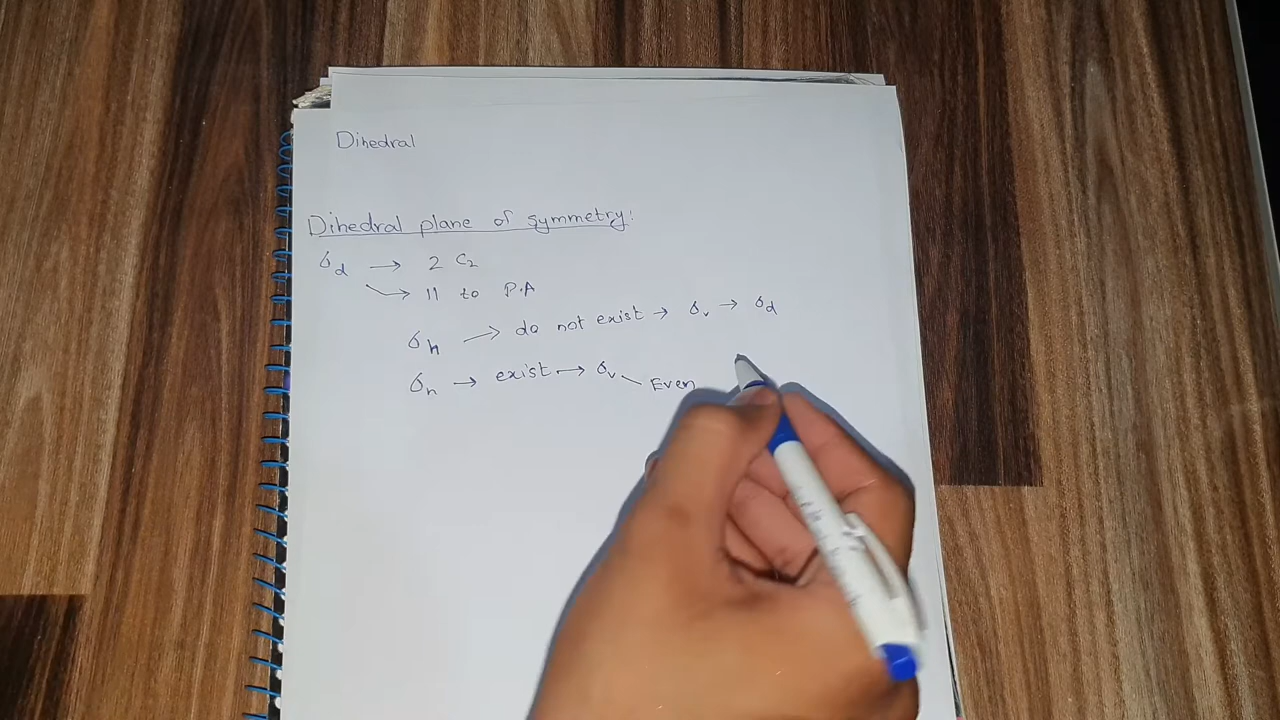 Dihedral
Dihedral plane of symmetry:
σd → 2 C2
→ 11 to P.A
σh → do not exist → σv → σd
σh → exist → σv Even